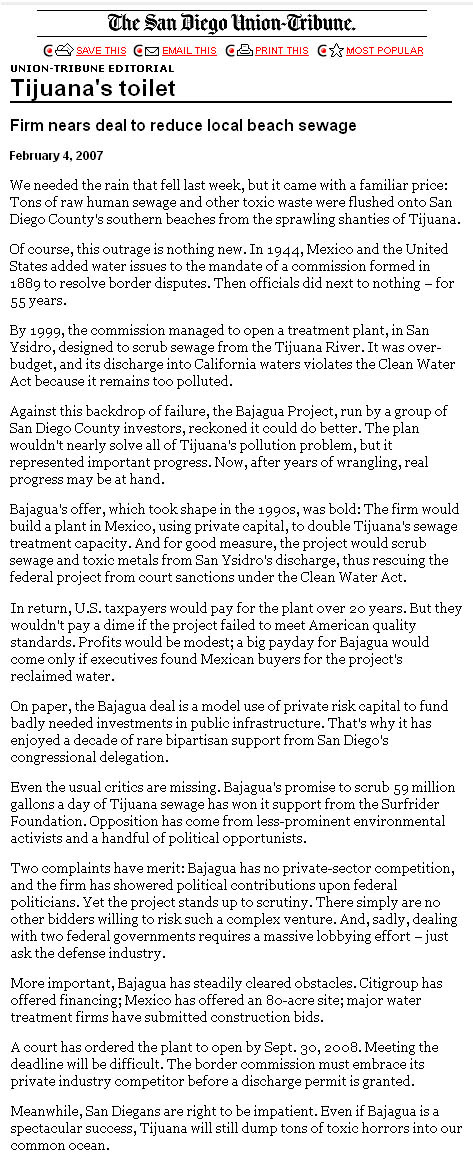 The San Diego Union-Tribune.
SAVE THIS EMAIL THIS PRINT THIS MOST POPULAR
UNION-TRIBUNE EDITORIAL
Tijuana's toilet
Firm nears deal to reduce local beach sewage
February 4, 2007
We needed the rain that fell last week, but it came with a familiar price:
Tons of raw human sewage and other toxic waste were flushed onto San
Diego County's southern beaches from the sprawling shanties of Tijuana.
Of course, this outrage is nothing new. In 1944, Mexico and the United
States added water issues to the mandate of a commission formed in
1889 to resolve border disputes. Then officials did next to nothing – for
55 years.
By 1999, the commission managed to open a treatment plant, in San
Ysidro, designed to scrub sewage from the Tijuana River. It was over-
budget, and its discharge into California waters violates the Clean Water
Act because it remains too polluted.
Against this backdrop of failure, the Bajagua Project, run by a group of
San Diego County investors, reckoned it could do better. The plan
wouldn't nearly solve all of Tijuana's pollution problem, but it
represented important progress. Now, after years of wrangling, real
progress may be at hand.
Bajagua's offer, which took shape in the 1990s, was bold: The firm would
build a plant in Mexico, using private capital, to double Tijuana's sewage
treatment capacity. And for good measure, the project would scrub
sewage and toxic metals from San Ysidro's discharge, thus rescuing the
federal project from court sanctions under the Clean Water Act.
In return, U.S. taxpayers would pay for the plant over 20 years. But they
wouldn't pay a dime if the project failed to meet American quality
standards. Profits would be modest; a big payday for Bajagua would
come only if executives found Mexican buyers for the project's
reclaimed water.
On paper, the Bajagua deal is a model use of private risk capital to fund
badly needed investments in public infrastructure. That's why it has
enjoyed a decade of rare bipartisan support from San Diego's
congressional delegation.
Even the usual critics are missing. Bajagua's promise to scrub 59 million
gallons a day of Tijuana sewage has won it support from the Surfrider
Foundation. Opposition has come from less-prominent environmental
activists and a handful of political opportunists.
Two complaints have merit: Bajagua has no private-sector competition,
and the firm has showered political contributions upon federal
politicians. Yet the project stands up to scrutiny. There simply are no
other bidders willing to risk such a complex venture. And, sadly, dealing
with two federal governments requires a massive lobbying effort – just
ask the defense industry.
More important, Bajagua has steadily cleared obstacles. Citigroup has
offered financing; Mexico has offered an 80-acre site; major water
treatment firms have submitted construction bids.
A court has ordered the plant to open by Sept. 30, 2008. Meeting the
deadline will be difficult. The border commission must embrace its
private industry competitor before a discharge permit is granted.
Meanwhile, San Diegans are right to be impatient. Even if Bajagua is a
spectacular success, Tijuana will still dump tons of toxic horrors into our
common ocean.